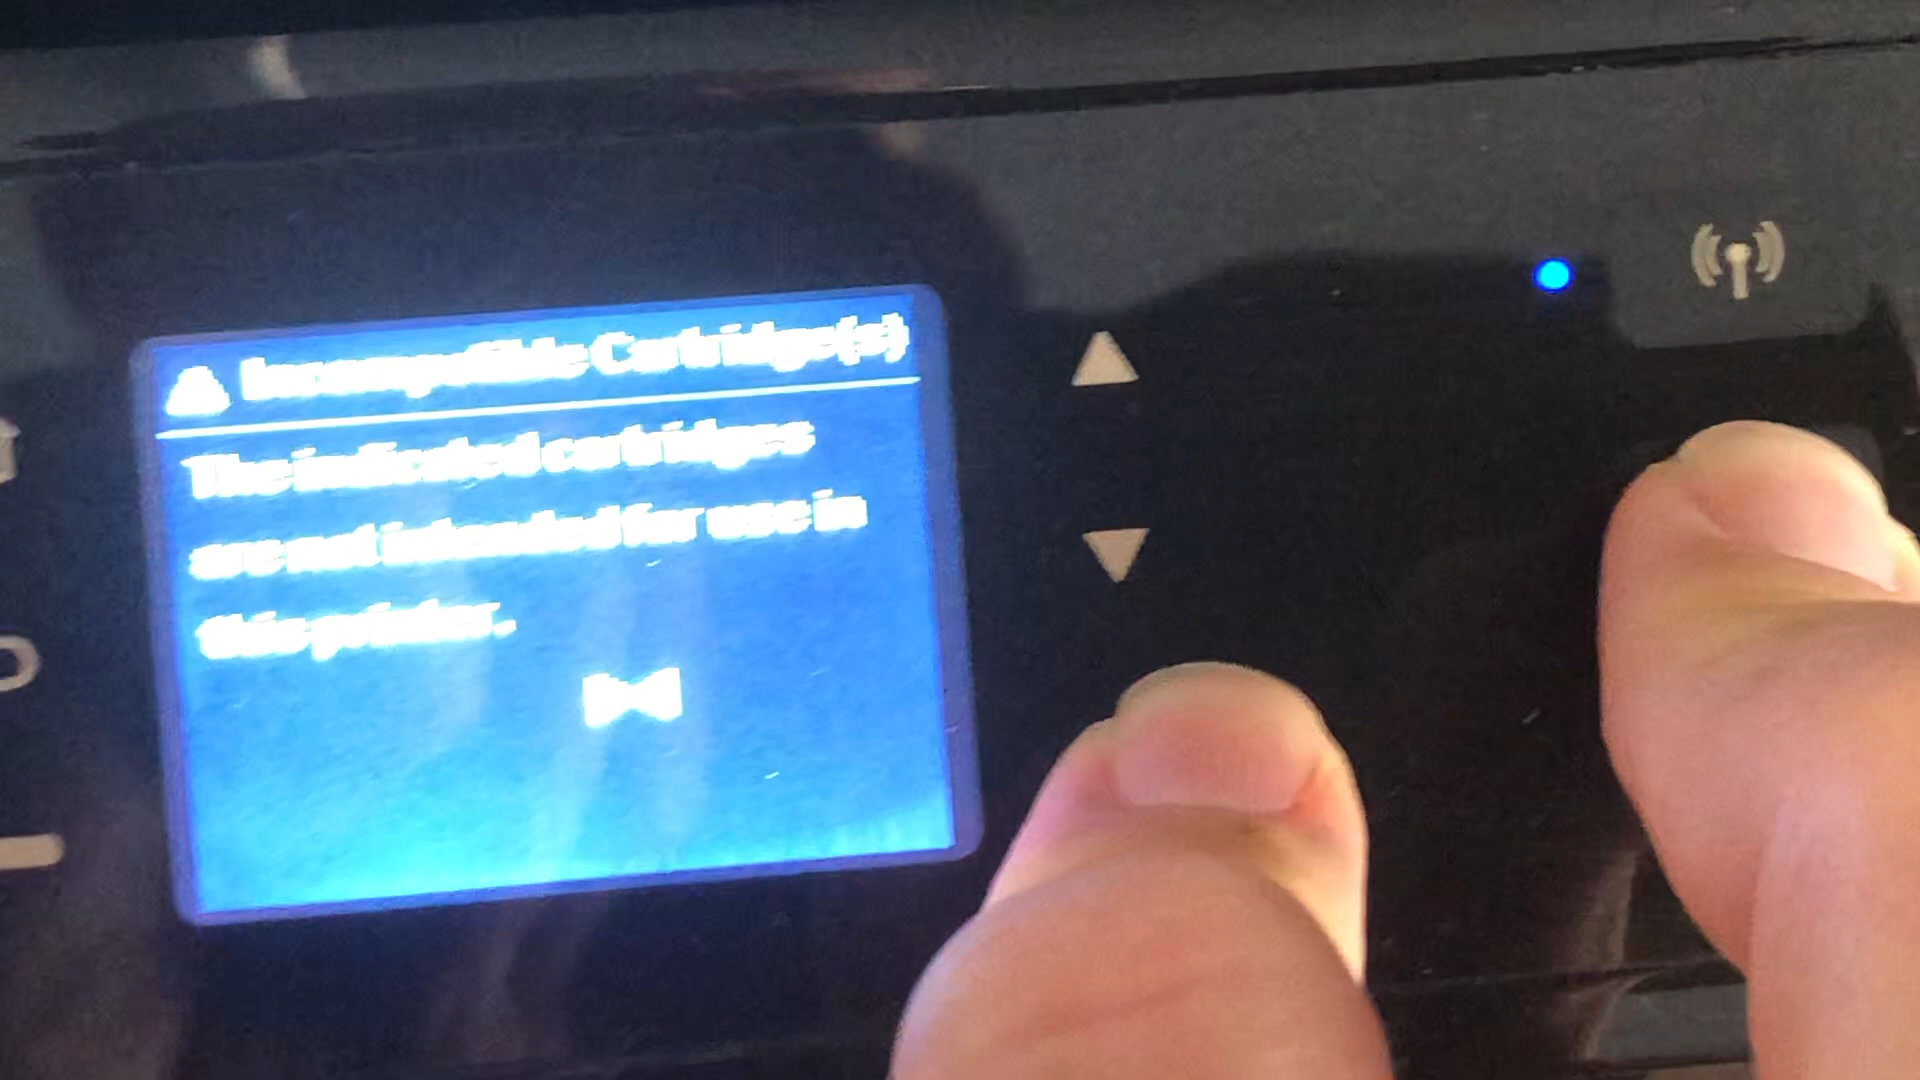 Incompatible Cartridge(s)
The indicated cartridges
are not intended for use in
this printer.